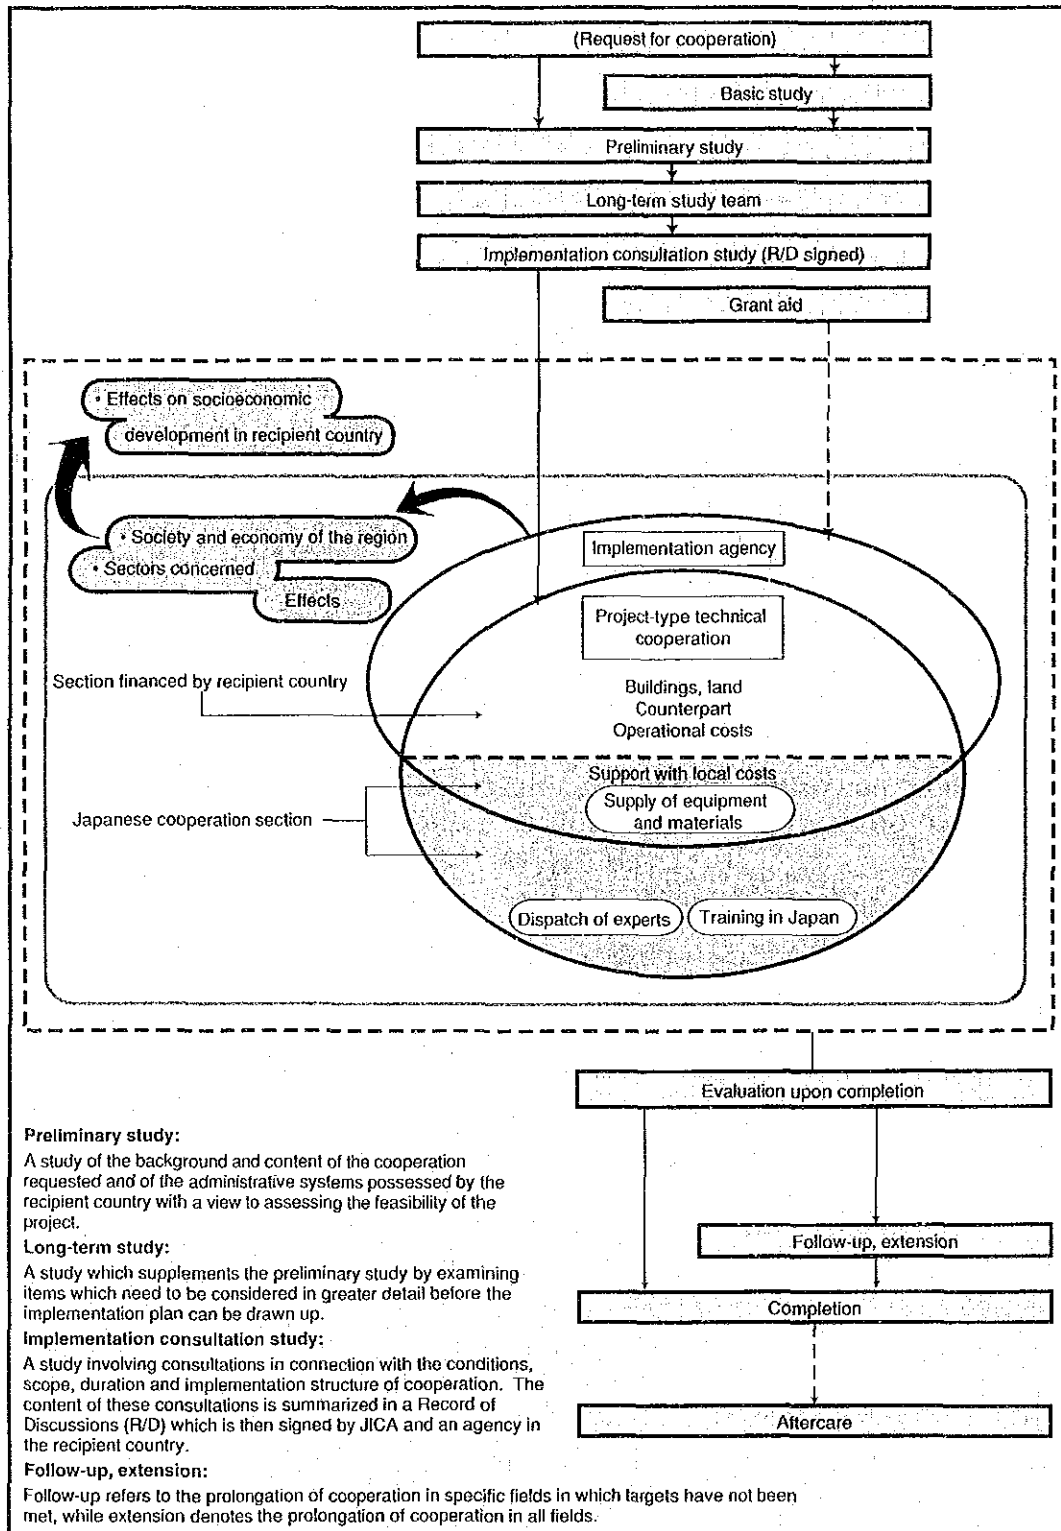 (Request for cooperation)
Basic study
Preliminary study
Long-term study team
Implementation consultation study (R/D signed)
Grant aid
• Effects on socioeconomic
development in recipient country
• Society and economy of the region
• Sectors concerned
Effects
Implementation agency
Project-type technical
cooperation
Section financed by recipient country
Buildings, land
Counterpart
Operational costs
Support with local costs
Supply of equipment
and materials
Japanese cooperation section
Dispatch of experts
Training in Japan
Evaluation upon completion
Follow-up, extension
Completion
Aftercare
Preliminary study:
A study of the background and content of the cooperation
requested and of the administrative systems possessed by the
recipient country with a view to assessing the feasibility of the
project.
Long-term study:
A study which supplements the preliminary study by examining
items which need to be considered in greater detail before the
implementation plan can be drawn up.
Implementation consultation study:
A study involving consultations in connection with the conditions,
scope, duration and implementation structure of cooperation. The
content of these consultations is summarized in a Record of
Discussions (R/D) which is then signed by JICA and an agency in
the recipient country.
Follow-up, extension:
Follow-up refers to the prolongation of cooperation in specific fields in which targets have not been
met, while extension denotes the prolongation of cooperation in all fields.